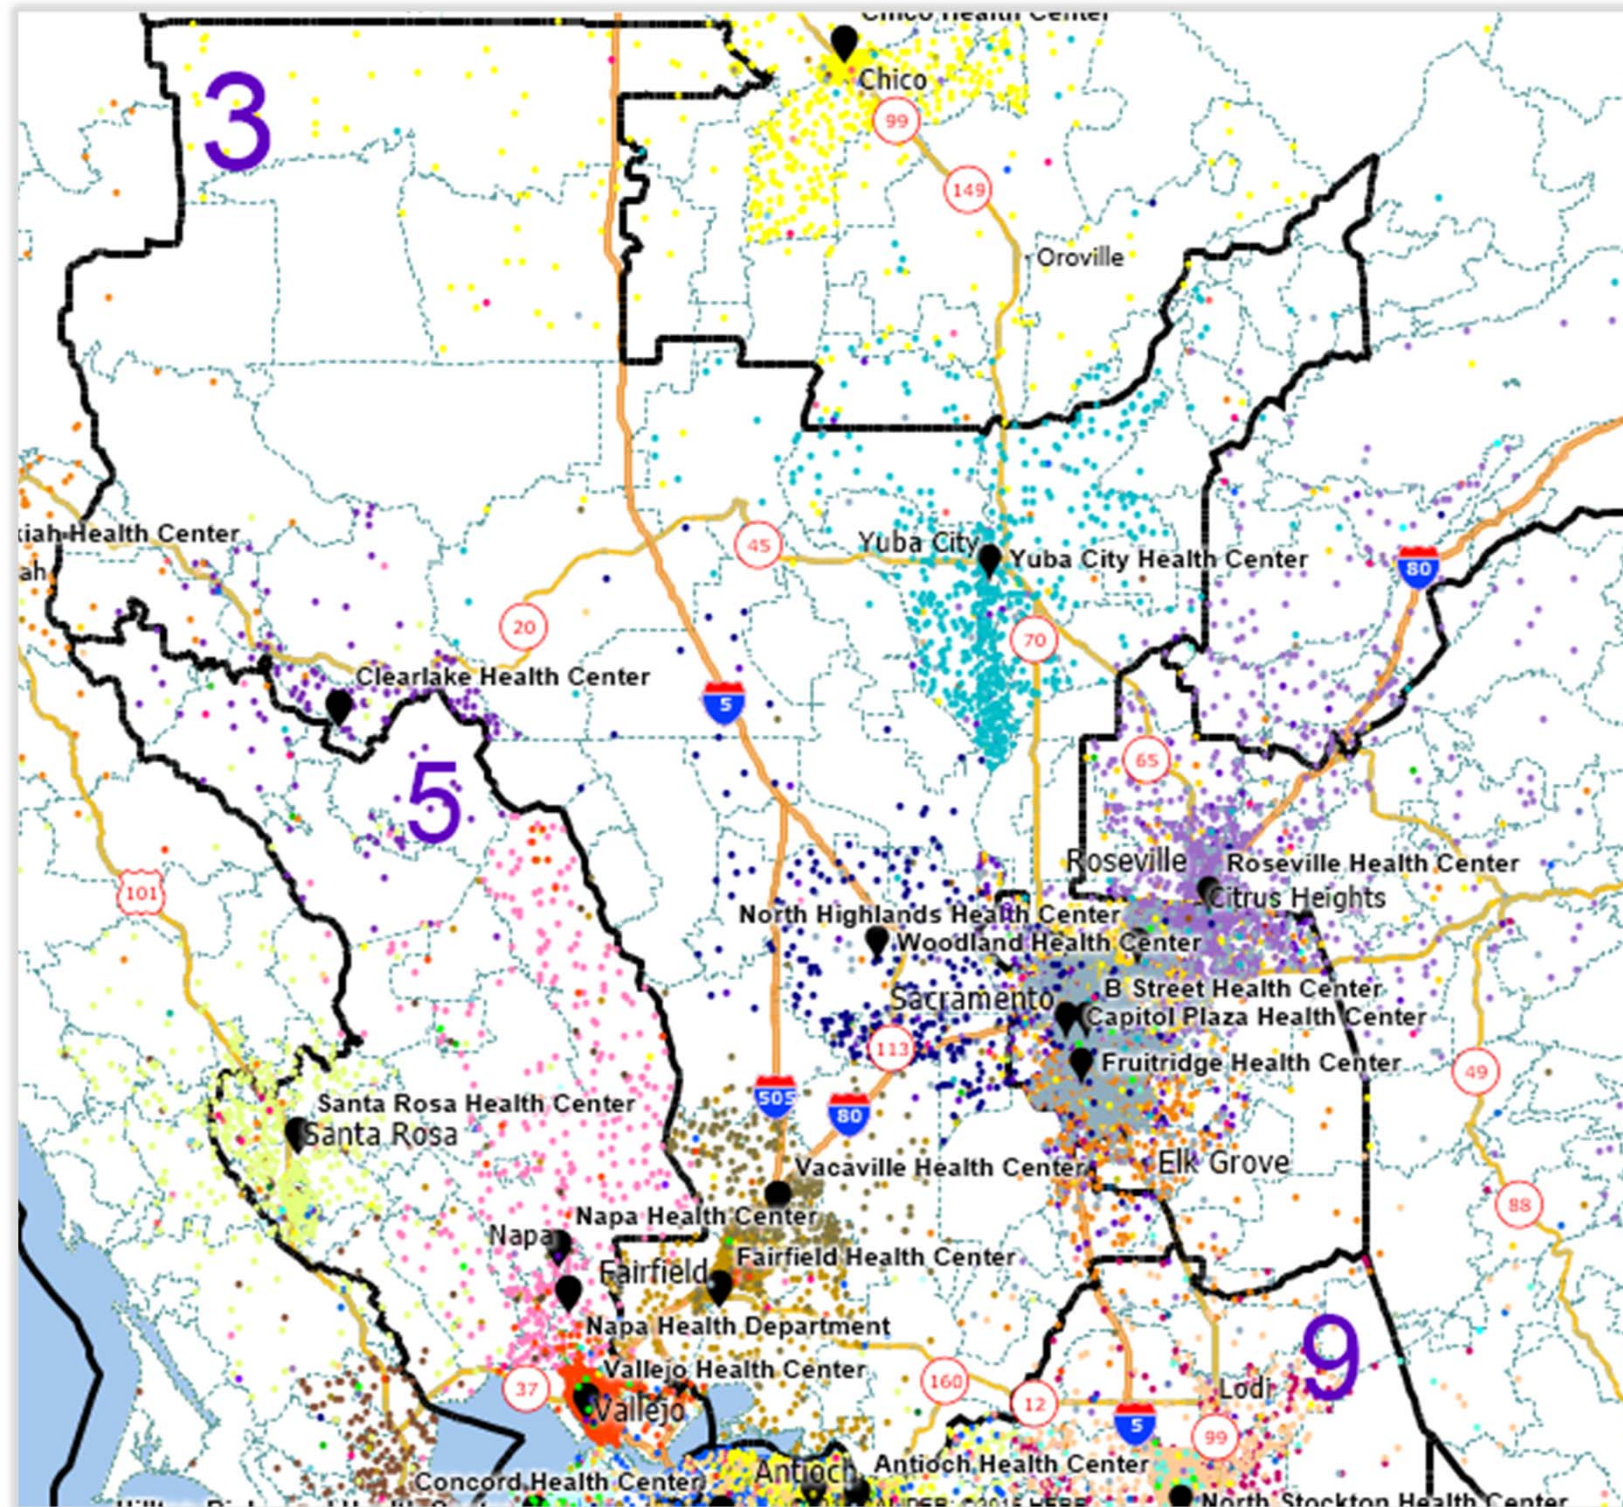 Chico Health Center
3
Chico
99
149
Oroville
kiah Health Center
ah
45
Yuba City
Yuba City Health Center
80
20
70
Clearlake Health Center
5
65
5
Roseville
Roseville Health Center
Citrus Heights
101
North Highlands Health Center
Woodland Health Center
Sacramento
B Street Health Center
Capitol Plaza Health Center
113
Fruitridge Health Center
49
505
80
Santa Rosa Health Center
Santa Rosa
Vacaville Health Center
Elk Grove
88
Napa Health Center
Napa
Fairfield Health Center
Fairfield
Napa Health Department
9
Vallejo Health Center
37
160
Lodi
12
Vallejo
5
99
Antioch
Antioch Health Center
Concord Health Center
North Stockton Health Center